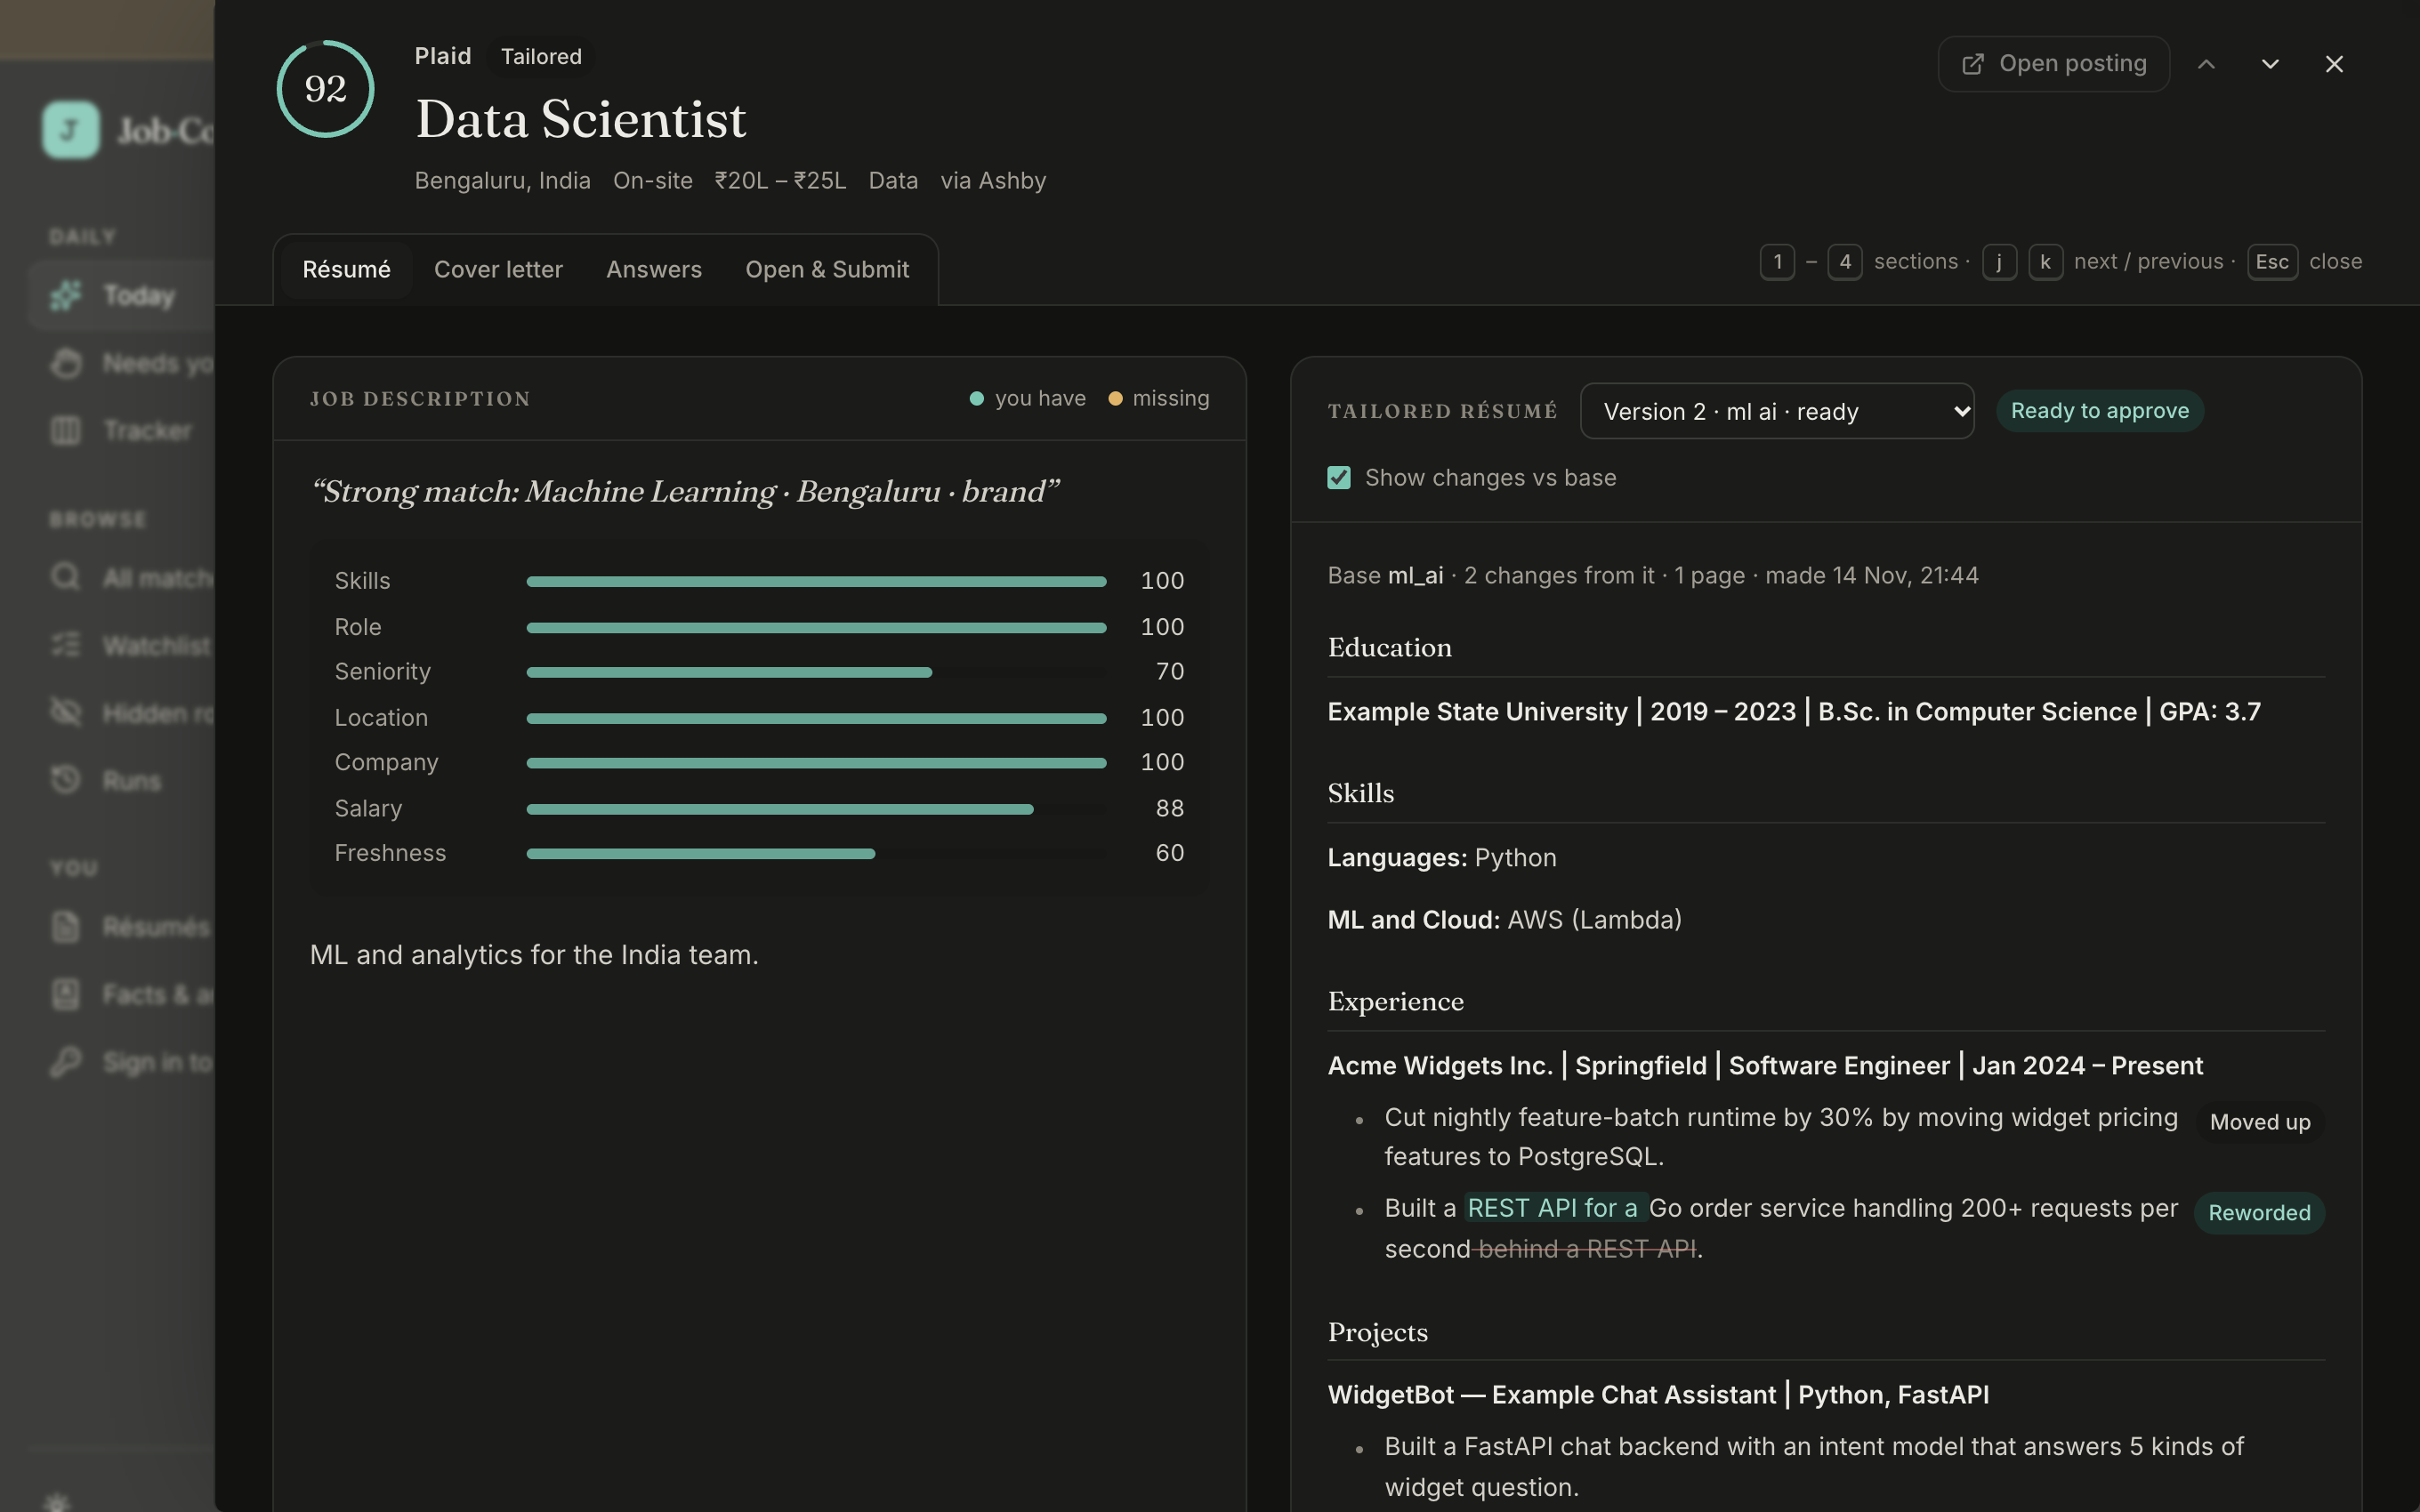 J
Job-Co
DAILY
Today
Needs yo
Tracker
BROWSE
All match
Watchlist
Hidden ro
Runs
YOU
Résumés
Facts & a
Sign in to
92
Plaid Tailored
Data Scientist
Bengaluru, India On-site ₹20L – ₹25L Data via Ashby
Open posting
Résumé Cover letter Answers Open & Submit
1 – 4 sections · j k next / previous · Esc close
JOB DESCRIPTION you have missing
“Strong match: Machine Learning · Bengaluru · brand”
Skills 100
Role 100
Seniority 70
Location 100
Company 100
Salary 88
Freshness 60
ML and analytics for the India team.
TAILORED RÉSUMÉ Version 2 · ml ai · ready Ready to approve
Show changes vs base
Base ml_ai · 2 changes from it · 1 page · made 14 Nov, 21:44
Education
Example State University | 2019 – 2023 | B.Sc. in Computer Science | GPA: 3.7
Skills
Languages: Python
ML and Cloud: AWS (Lambda)
Experience
Acme Widgets Inc. | Springfield | Software Engineer | Jan 2024 – Present
Cut nightly feature-batch runtime by 30% by moving widget pricing Moved up
features to PostgreSQL.
Built a REST API for a Go order service handling 200+ requests per Reworded
second behind a REST API.
Projects
WidgetBot — Example Chat Assistant | Python, FastAPI
Built a FastAPI chat backend with an intent model that answers 5 kinds of
widget question.